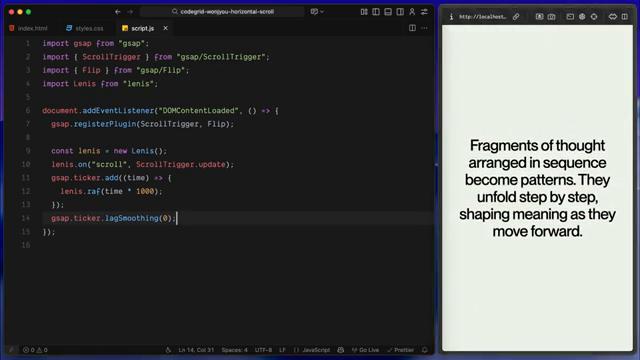 codegrid-wonjyou-horizontal-scroll
index.html
styles.css
script.js
http://localhost...
1 import gsap from "gsap";
2 import { ScrollTrigger } from "gsap/ScrollTrigger";
3 import { Flip } from "gsap/Flip";
4 import Lenis from "lenis";
5
6 document.addEventListener("DOMContentLoaded", () => {
7 gsap.registerPlugin(ScrollTrigger, Flip);
8
9 const lenis = new Lenis();
10 lenis.on("scroll", ScrollTrigger.update);
11 gsap.ticker.add((time) => {
12 lenis.raf(time * 1000);
13 });
14 gsap.ticker.lagSmoothing(0);
15 });
16
Fragments of thought
arranged in sequence
become patterns. They
unfold step by step,
shaping meaning as they
move forward.
0 0 Ln 14, Col 31 Spaces: 4 UTF-8 LF {} JavaScript Go Live Prettier